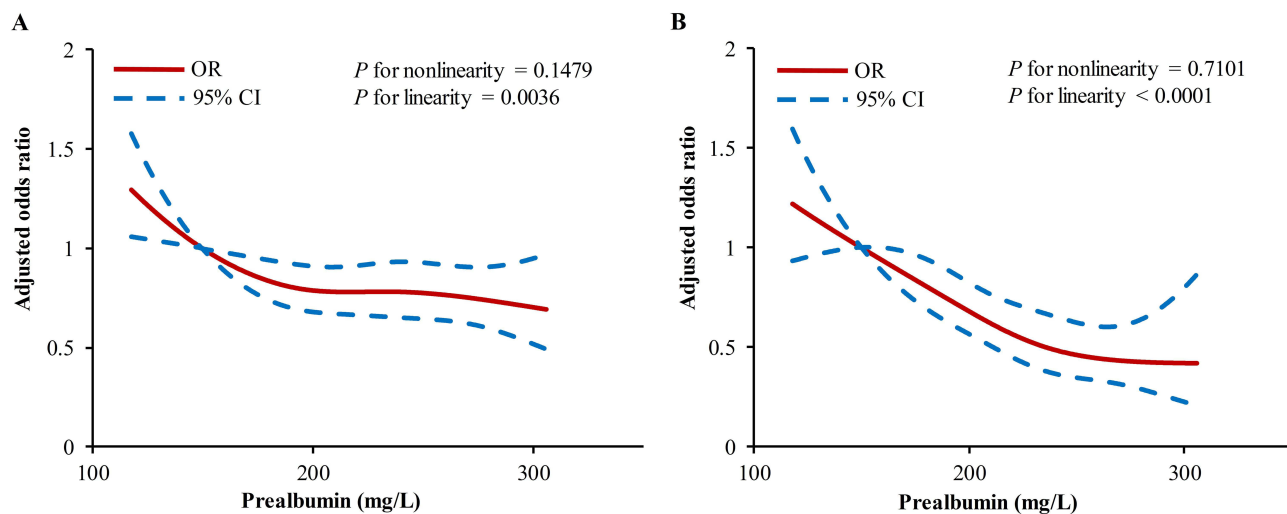 A
2
OR
95% CI
P for nonlinearity = 0.1479
P for linearity = 0.0036
1.5
1
0.5
0
Adjusted odds ratio
100
200
300
Prealbumin (mg/L)
B
2
OR
95% CI
P for nonlinearity = 0.7101
P for linearity < 0.0001
1.5
1
0.5
0
Adjusted odds ratio
100
200
300
Prealbumin (mg/L)